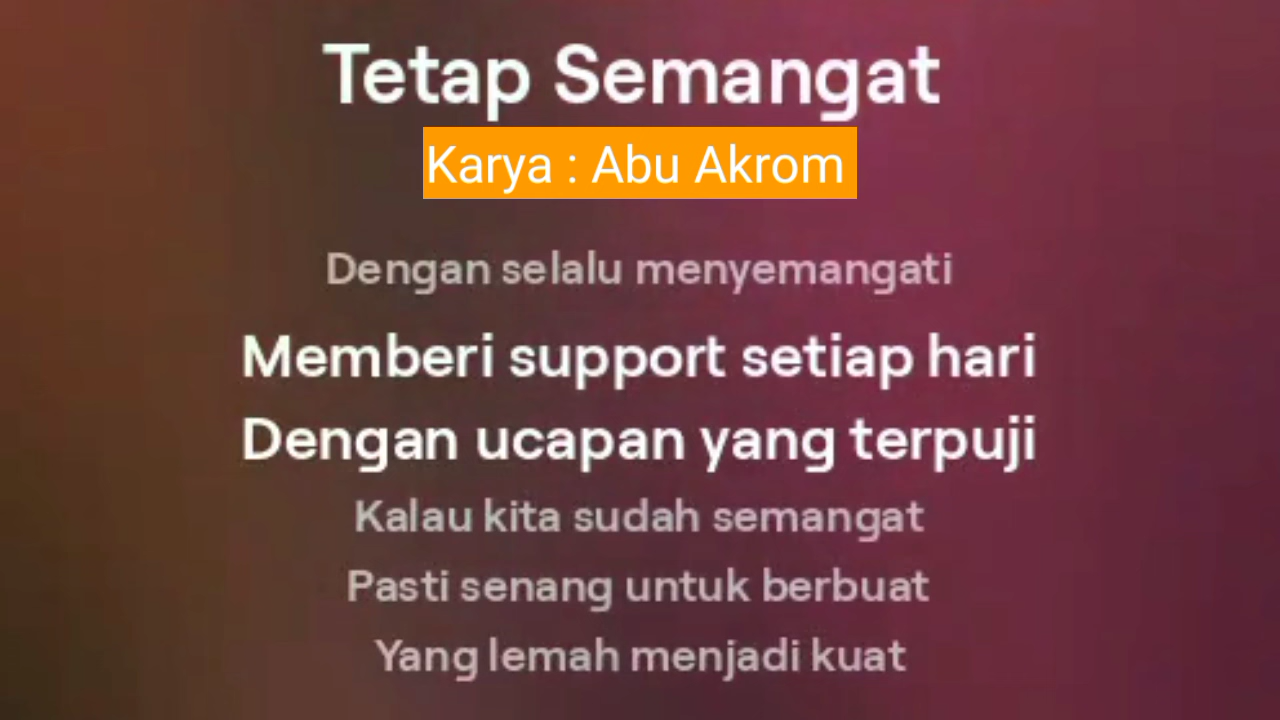 Tetap Semangat
Karya : Abu Akrom
Dengan selalu menyemangati
Memberi support setiap hari
Dengan ucapan yang terpuji
Kalau kita sudah semangat
Pasti senang untuk berbuat
Yang lemah menjadi kuat